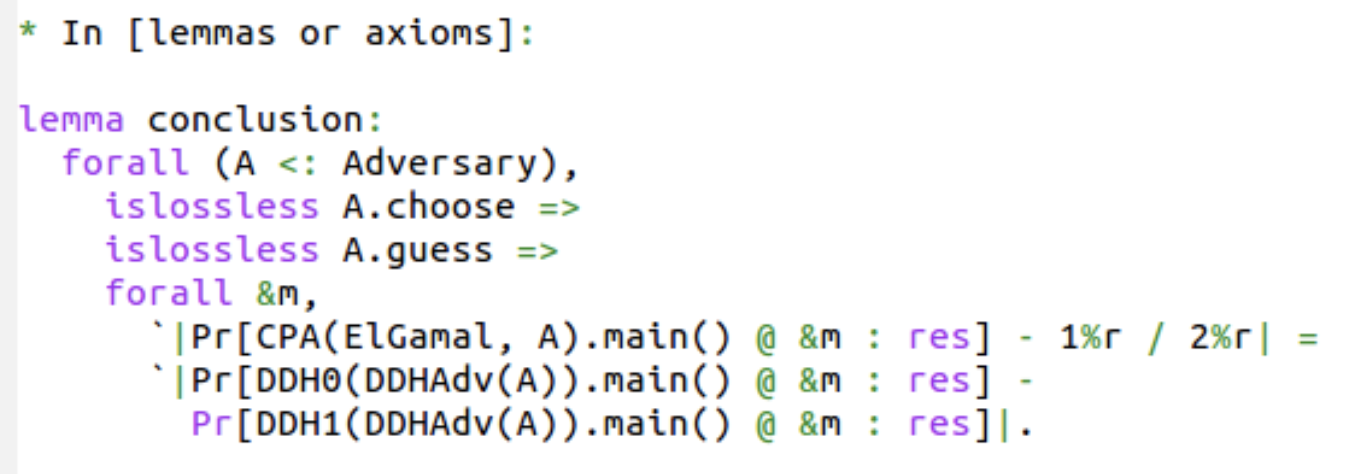 * In [lemmas or axioms]:
lemma conclusion:
forall (A <: Adversary),
islossless A.choose =>
islossless A.guess =>
forall &m,
`|Pr[CPA(ElGamal, A).main() @ &m : res] - 1%r / 2%r| =
`|Pr[DDH0(DDHAdv(A)).main() @ &m : res] -
Pr[DDH1(DDHAdv(A)).main() @ &m : res]|.